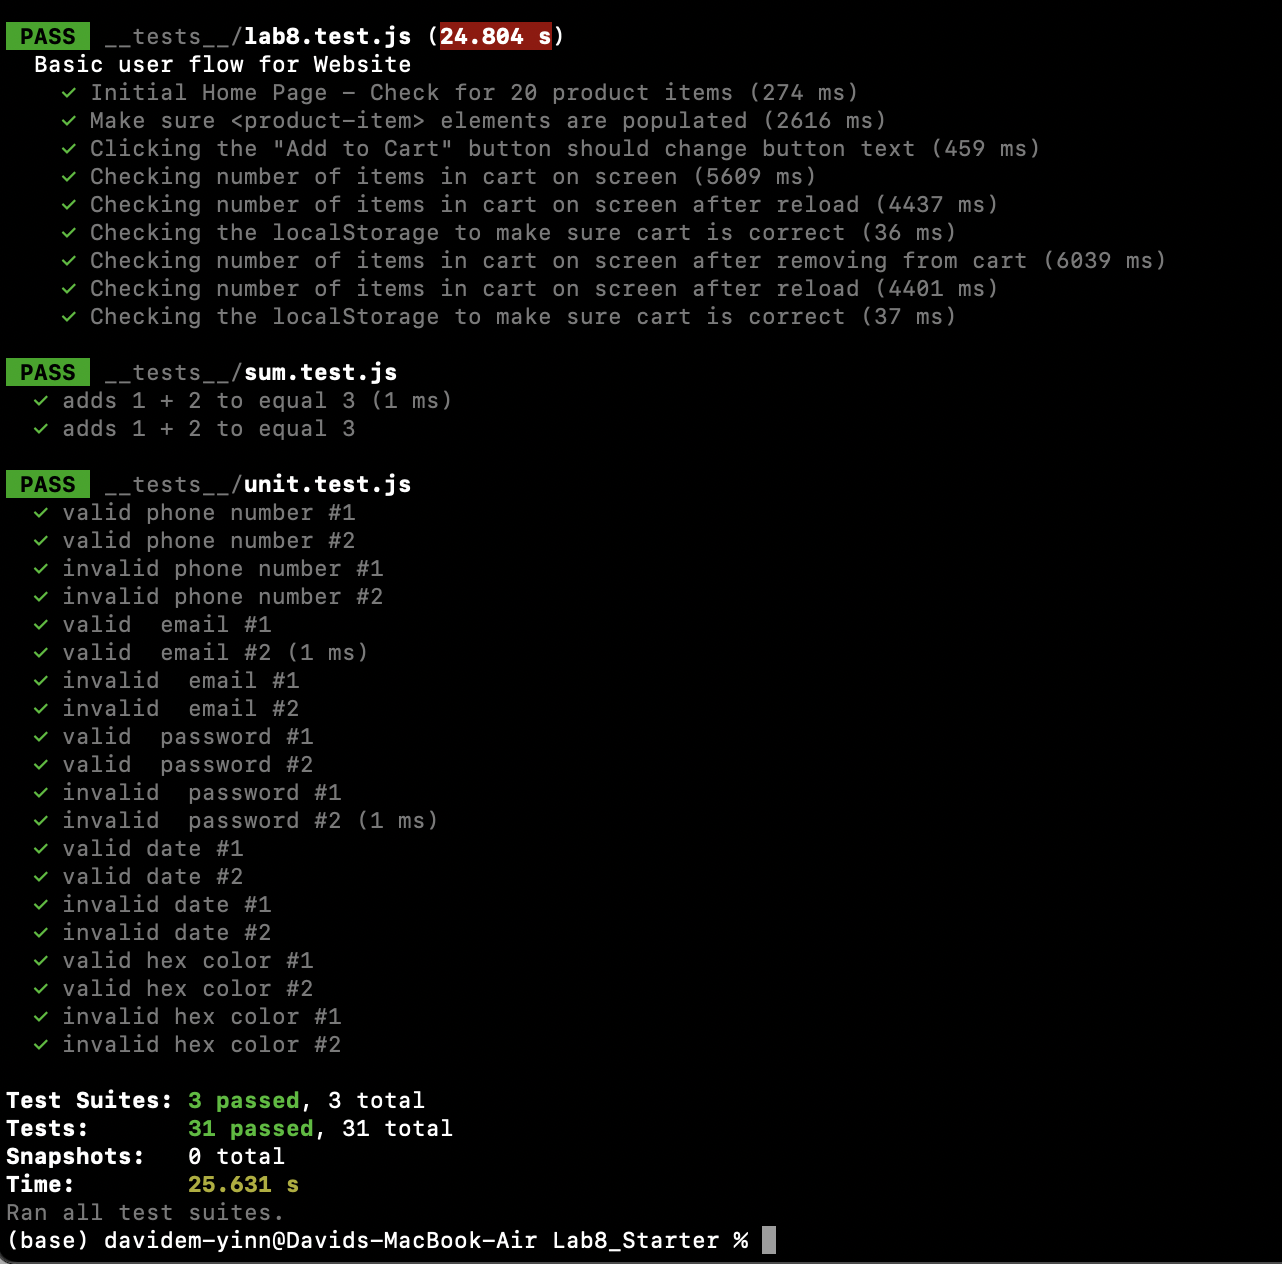 PASS __tests__/lab8.test.js (24.804 s)
Basic user flow for Website
✓ Initial Home Page – Check for 20 product items (274 ms)
✓ Make sure <product-item> elements are populated (2616 ms)
✓ Clicking the "Add to Cart" button should change button text (459 ms)
✓ Checking number of items in cart on screen (5609 ms)
✓ Checking number of items in cart on screen after reload (4437 ms)
✓ Checking the localStorage to make sure cart is correct (36 ms)
✓ Checking number of items in cart on screen after removing from cart (6039 ms)
✓ Checking number of items in cart on screen after reload (4401 ms)
✓ Checking the localStorage to make sure cart is correct (37 ms)
PASS __tests__/sum.test.js
✓ adds 1 + 2 to equal 3 (1 ms)
✓ adds 1 + 2 to equal 3
PASS __tests__/unit.test.js
✓ valid phone number #1
✓ valid phone number #2
✓ invalid phone number #1
✓ invalid phone number #2
✓ valid  email #1
✓ valid  email #2 (1 ms)
✓ invalid  email #1
✓ invalid  email #2
✓ valid  password #1
✓ valid  password #2
✓ invalid  password #1
✓ invalid  password #2 (1 ms)
✓ valid date #1
✓ valid date #2
✓ invalid date #1
✓ invalid date #2
✓ valid hex color #1
✓ valid hex color #2
✓ invalid hex color #1
✓ invalid hex color #2
Test Suites: 3 passed, 3 total
Tests:       31 passed, 31 total
Snapshots:   0 total
Time:        25.631 s
Ran all test suites.
(base) davidem-yinn@Davids-MacBook-Air Lab8_Starter %